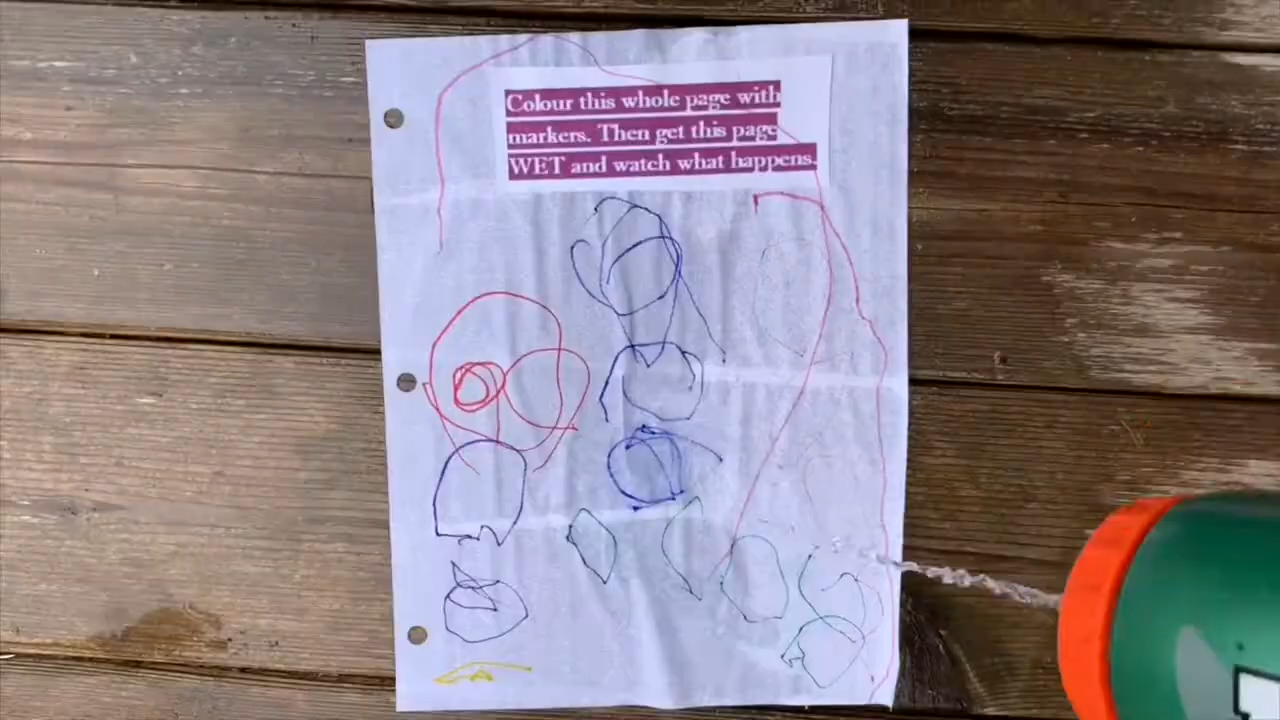 Colour this whole page with
markers. Then get this page
WET and watch what happens.